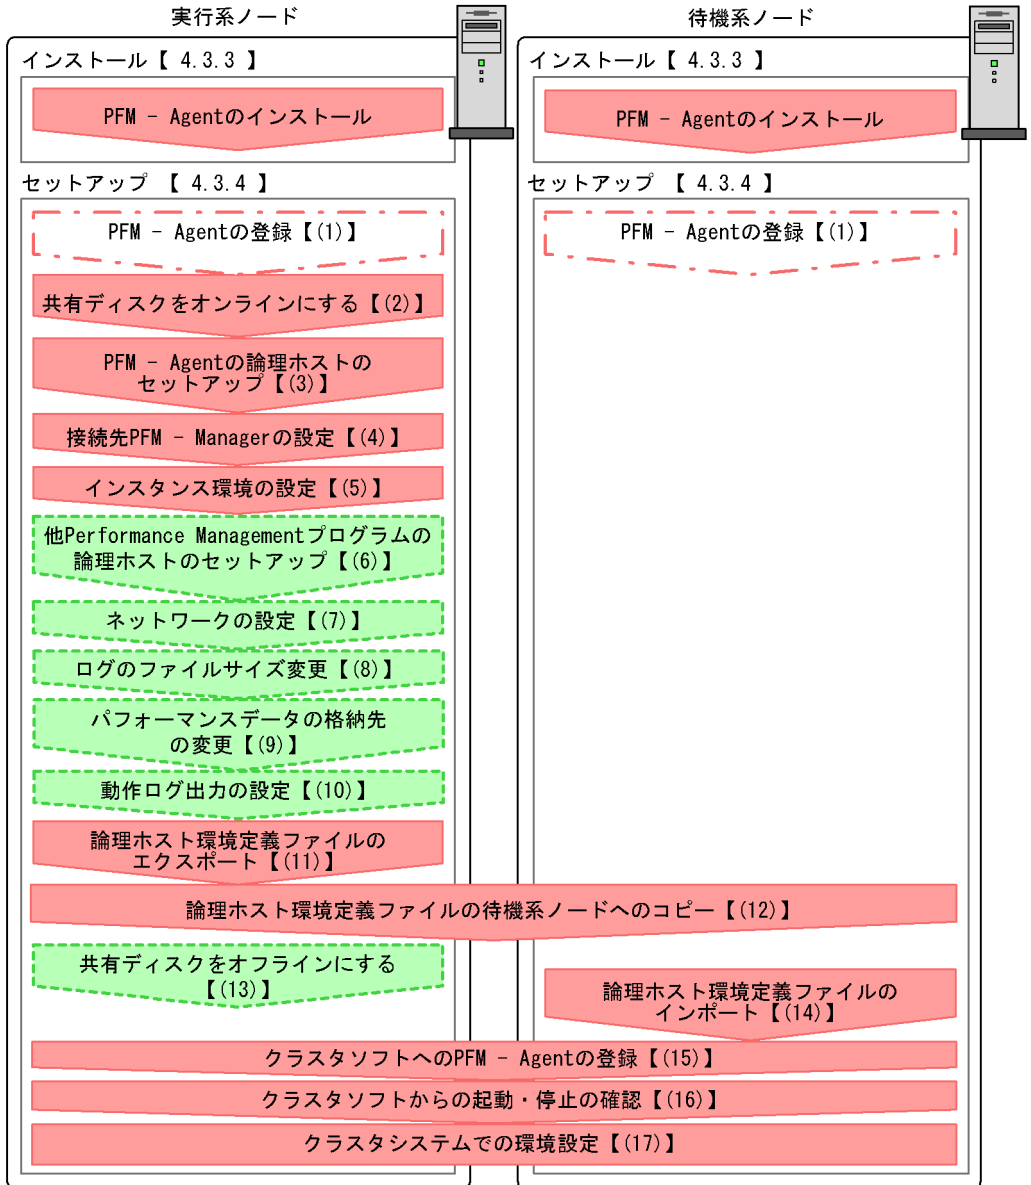 実行系ノード
待機系ノード
インストール【 4.3.3 】
インストール【 4.3.3 】
PFM - Agentのインストール
PFM - Agentのインストール
セットアップ 【 4.3.4 】
セットアップ 【 4.3.4 】
PFM - Agentの登録【(1)】
PFM - Agentの登録【(1)】
共有ディスクをオンラインにする【(2)】
PFM - Agentの論理ホストの
セットアップ【(3)】
接続先PFM - Managerの設定【(4)】
インスタンス環境の設定【(5)】
他Performance Managementプログラムの
論理ホストのセットアップ【(6)】
ネットワークの設定【(7)】
ログのファイルサイズ変更【(8)】
パフォーマンスデータの格納先
の変更【(9)】
動作ログ出力の設定【(10)】
論理ホスト環境定義ファイルの
エクスポート【(11)】
論理ホスト環境定義ファイルの待機系ノードへのコピー【(12)】
共有ディスクをオフラインにする
【(13)】
論理ホスト環境定義ファイルの
インポート【(14)】
クラスタソフトへのPFM - Agentの登録【(15)】
クラスタソフトからの起動・停止の確認【(16)】
クラスタシステムでの環境設定【(17)】